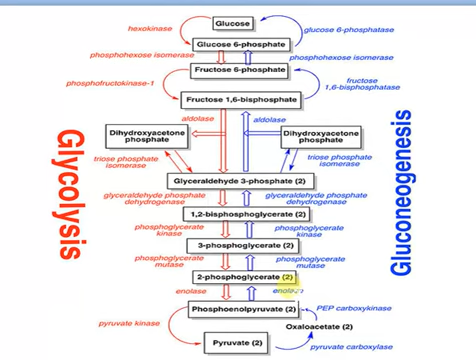 Glucose
hexokinase
glucose 6-phosphatase
Glucose 6-phosphate
phosphohexose isomerase
phosphohexose isomerase
Fructose 6-phosphate
phosphofructokinase-1
fructose
1,6-bisphosphatase
Fructose 1,6-bisphosphate
aldolase
aldolase
Dihydroxyacetone
phosphate
Dihydroxyacetone
phosphate
triose phosphate
isomerase
triose phosphate
isomerase
Glyceraldehyde 3-phosphate (2)
glyceraldehyde phosphate
dehydrogenase
glyceraldehyde phosphate
dehydrogenase
1,2-bisphosphoglycerate (2)
phosphoglycerate
kinase
phosphoglycerate
kinase
3-phosphoglycerate (2)
phosphoglycerate
mutase
phosphoglycerate
mutase
2-phosphoglycerate (2)
enolase
enolase
Phosphoenolpyruvate (2)
pyruvate kinase
PEP carboxykinase
Oxaloacetate (2)
Pyruvate (2)
pyruvate carboxylase
Glycolysis
Gluconeogenesis